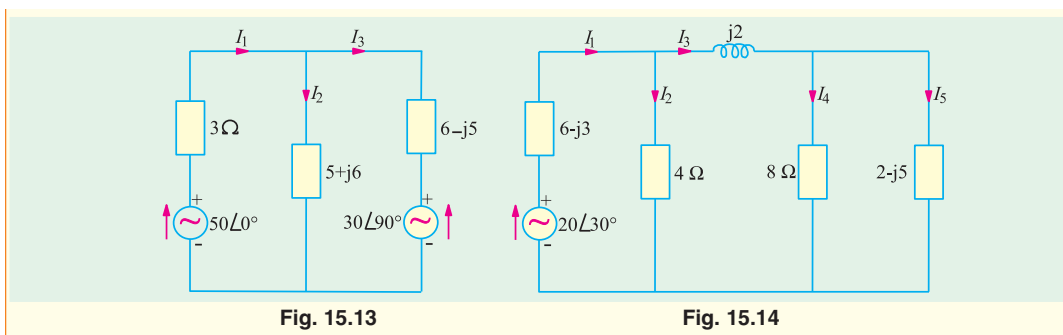 I1 I3
I2
3Ω
5+j6
6–j5
+
50∠0°
-
+
30∠90°
-
Fig. 15.13
I1 I3 j2
I2 I4 I5
6-j3
4 Ω
8 Ω
2-j5
+
20∠30°
-
Fig. 15.14